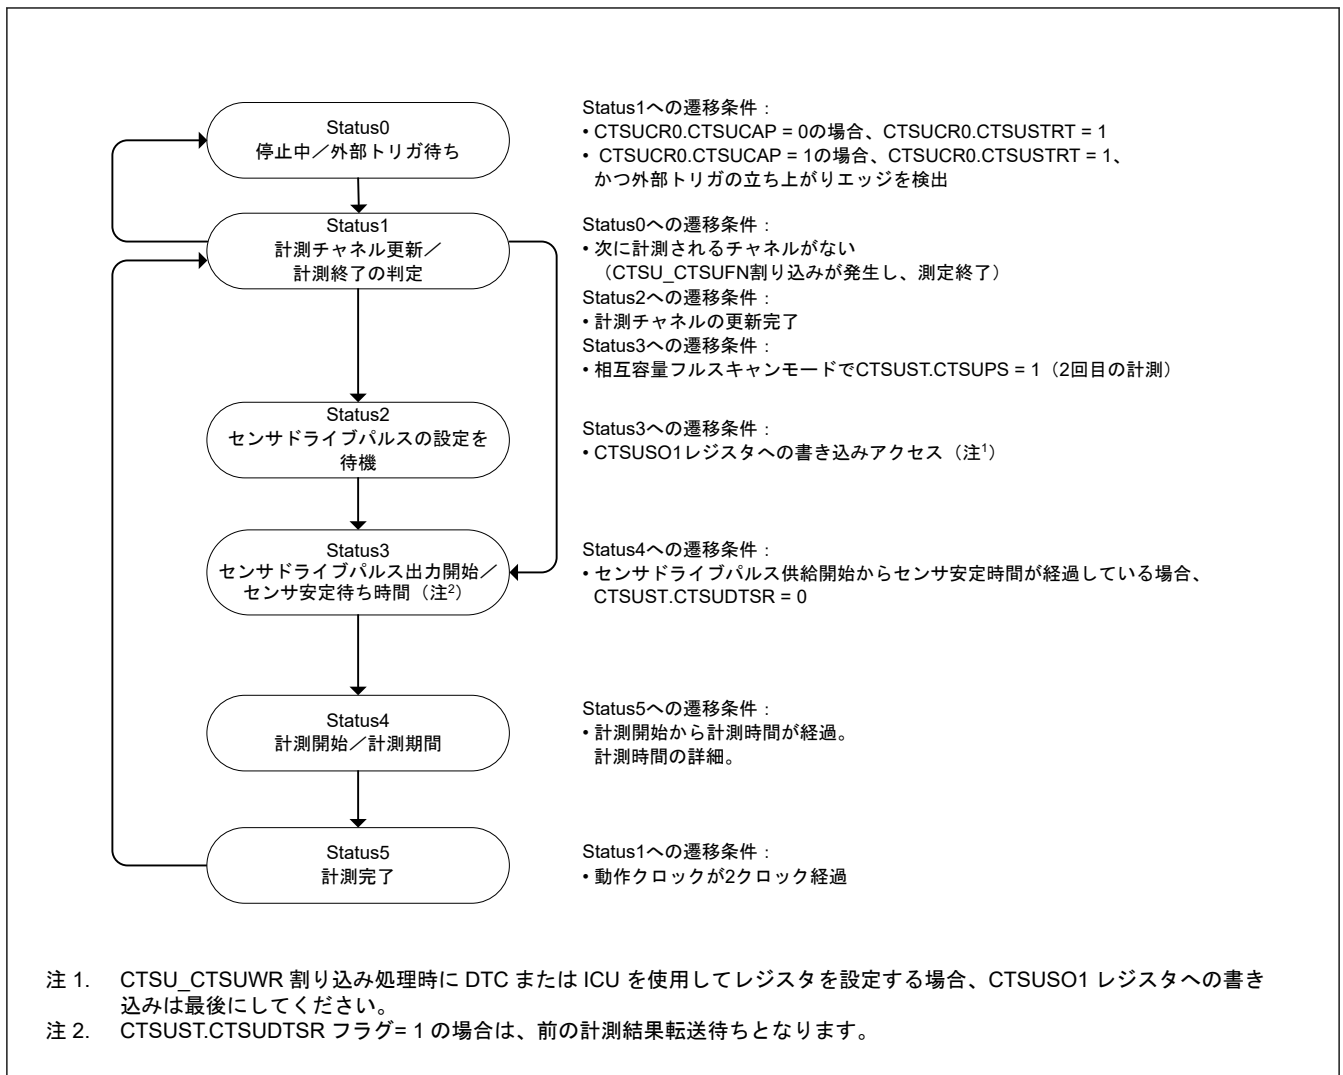 Status0
停止中／外部トリガ待ち
Status1への遷移条件：
• CTSUCR0.CTSUCAP = 0の場合、CTSUCR0.CTSUSTRT = 1
• CTSUCR0.CTSUCAP = 1の場合、CTSUCR0.CTSUSTRT = 1、
かつ外部トリガの立ち上がりエッジを検出
Status1
計測チャネル更新／
計測終了の判定
Status0への遷移条件：
• 次に計測されるチャネルがない
（CTSU_CTSUFN割り込みが発生し、測定終了）
Status2への遷移条件：
• 計測チャネルの更新完了
Status3への遷移条件：
• 相互容量フルスキャンモードでCTSUST.CTSUPS = 1（2回目の計測）
Status2
センサドライブパルスの設定を
待機
Status3への遷移条件：
• CTSUSO1レジスタへの書き込みアクセス（注1）
Status3
センサドライブパルス出力開始／
センサ安定待ち時間（注2）
Status4への遷移条件：
• センサドライブパルス供給開始からセンサ安定時間が経過している場合、
CTSUST.CTSUDTSR = 0
Status4
計測開始／計測期間
Status5への遷移条件：
• 計測開始から計測時間が経過。
計測時間の詳細。
Status5
計測完了
Status1への遷移条件：
• 動作クロックが2クロック経過
注 1. CTSU_CTSUWR 割り込み処理時に DTC または ICU を使用してレジスタを設定する場合、CTSUSO1 レジスタへの書き
込みは最後にしてください。
注 2. CTSUST.CTSUDTSR フラグ= 1 の場合は、前の計測結果転送待ちとなります。